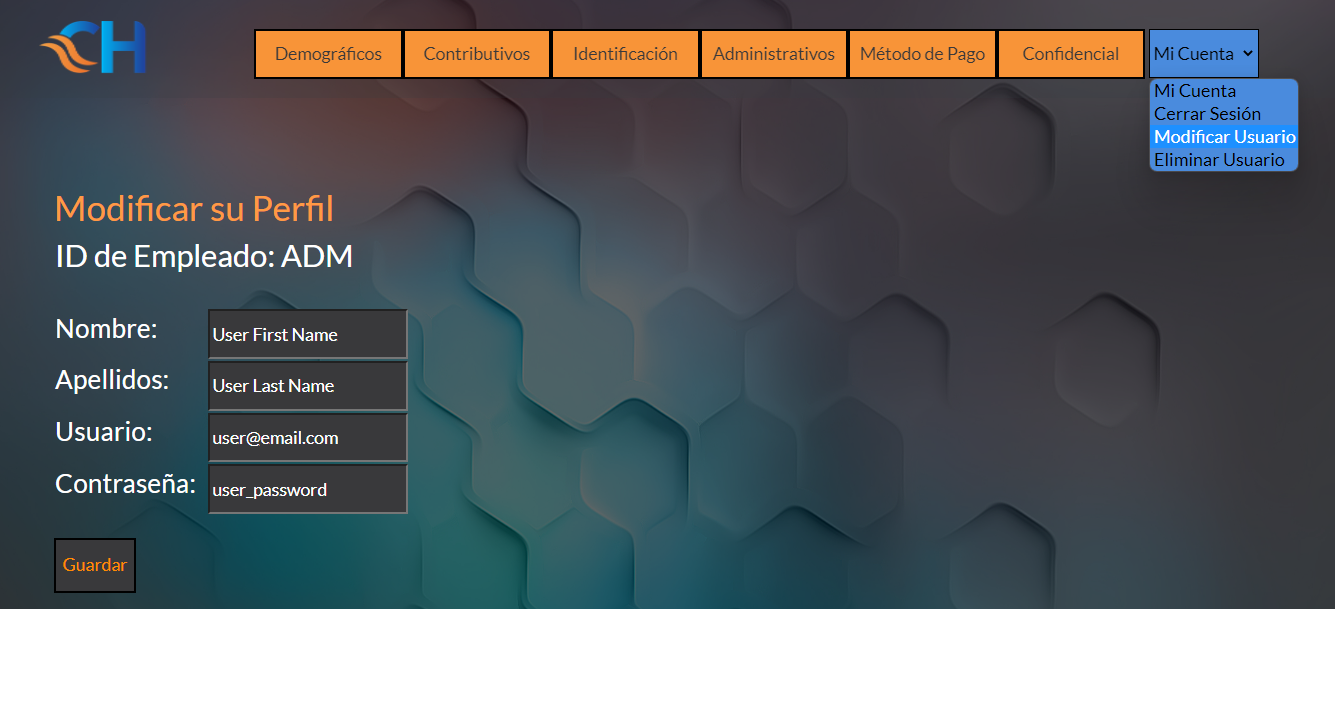 CH
Demográficos Contributivos Identificación Administrativos Método de Pago Confidencial Mi Cuenta
Mi Cuenta
Cerrar Sesión
Modificar Usuario
Eliminar Usuario
Modificar su Perfil
ID de Empleado: ADM
Nombre: User First Name
Apellidos: User Last Name
Usuario: user@email.com
Contraseña: user_password
Guardar